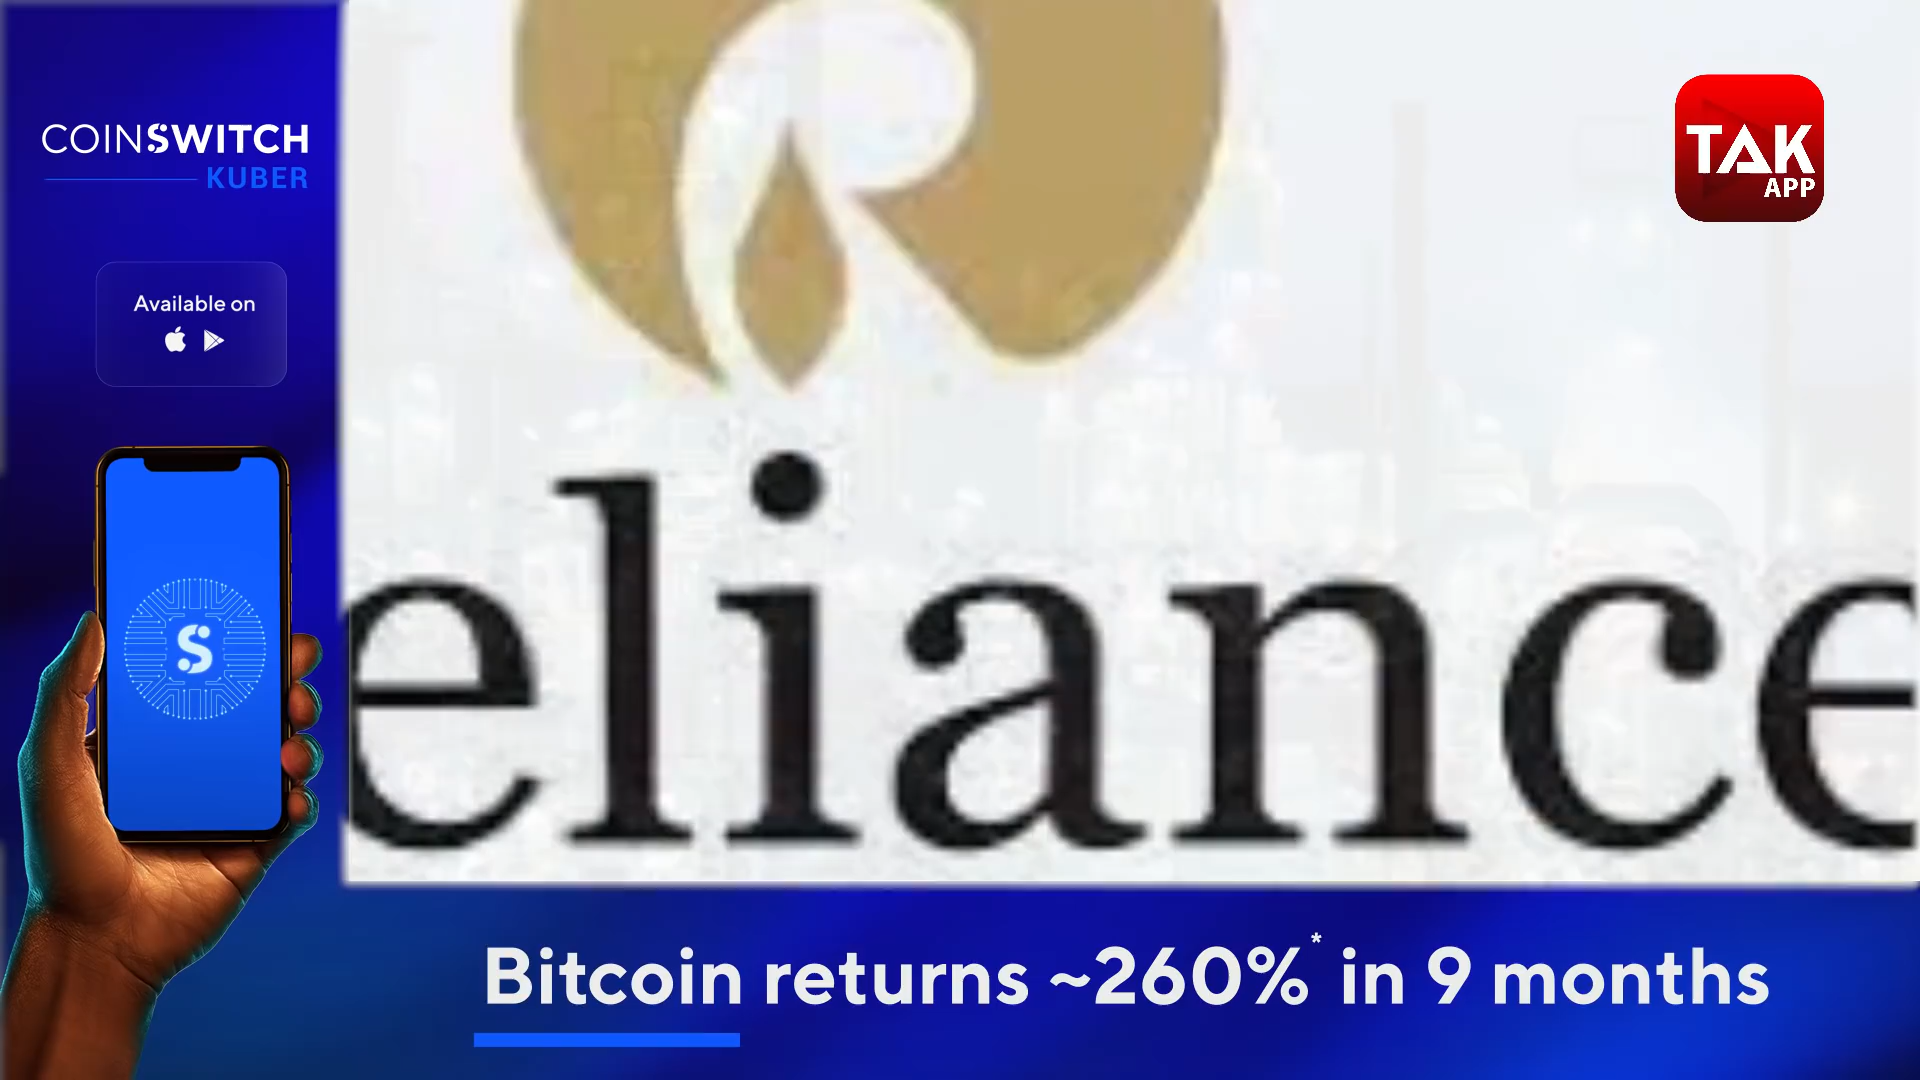 COINSWITCH
KUBER
Available on
S
TAK
APP
eliance
Bitcoin returns ~260%* in 9 months